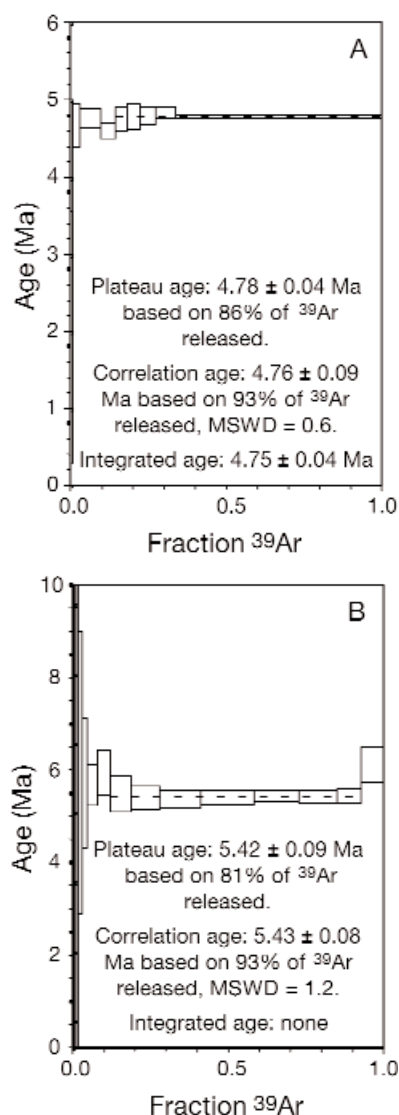 A
6
5
4
3
2
1
0
Age (Ma)
Plateau age: 4.78 ± 0.04 Ma
based on 86% of ³⁹Ar
released.
Correlation age: 4.76 ± 0.09
Ma based on 93% of ³⁹Ar
released, MSWD = 0.6.
Integrated age: 4.75 ± 0.04 Ma
0.0 0.5 1.0
Fraction ³⁹Ar
B
10
8
6
4
2
0
Age (Ma)
Plateau age: 5.42 ± 0.09 Ma
based on 81% of ³⁹Ar
released.
Correlation age: 5.43 ± 0.08
Ma based on 93% of ³⁹Ar
released, MSWD = 1.2.
Integrated age: none
0.0 0.5 1.0
Fraction ³⁹Ar